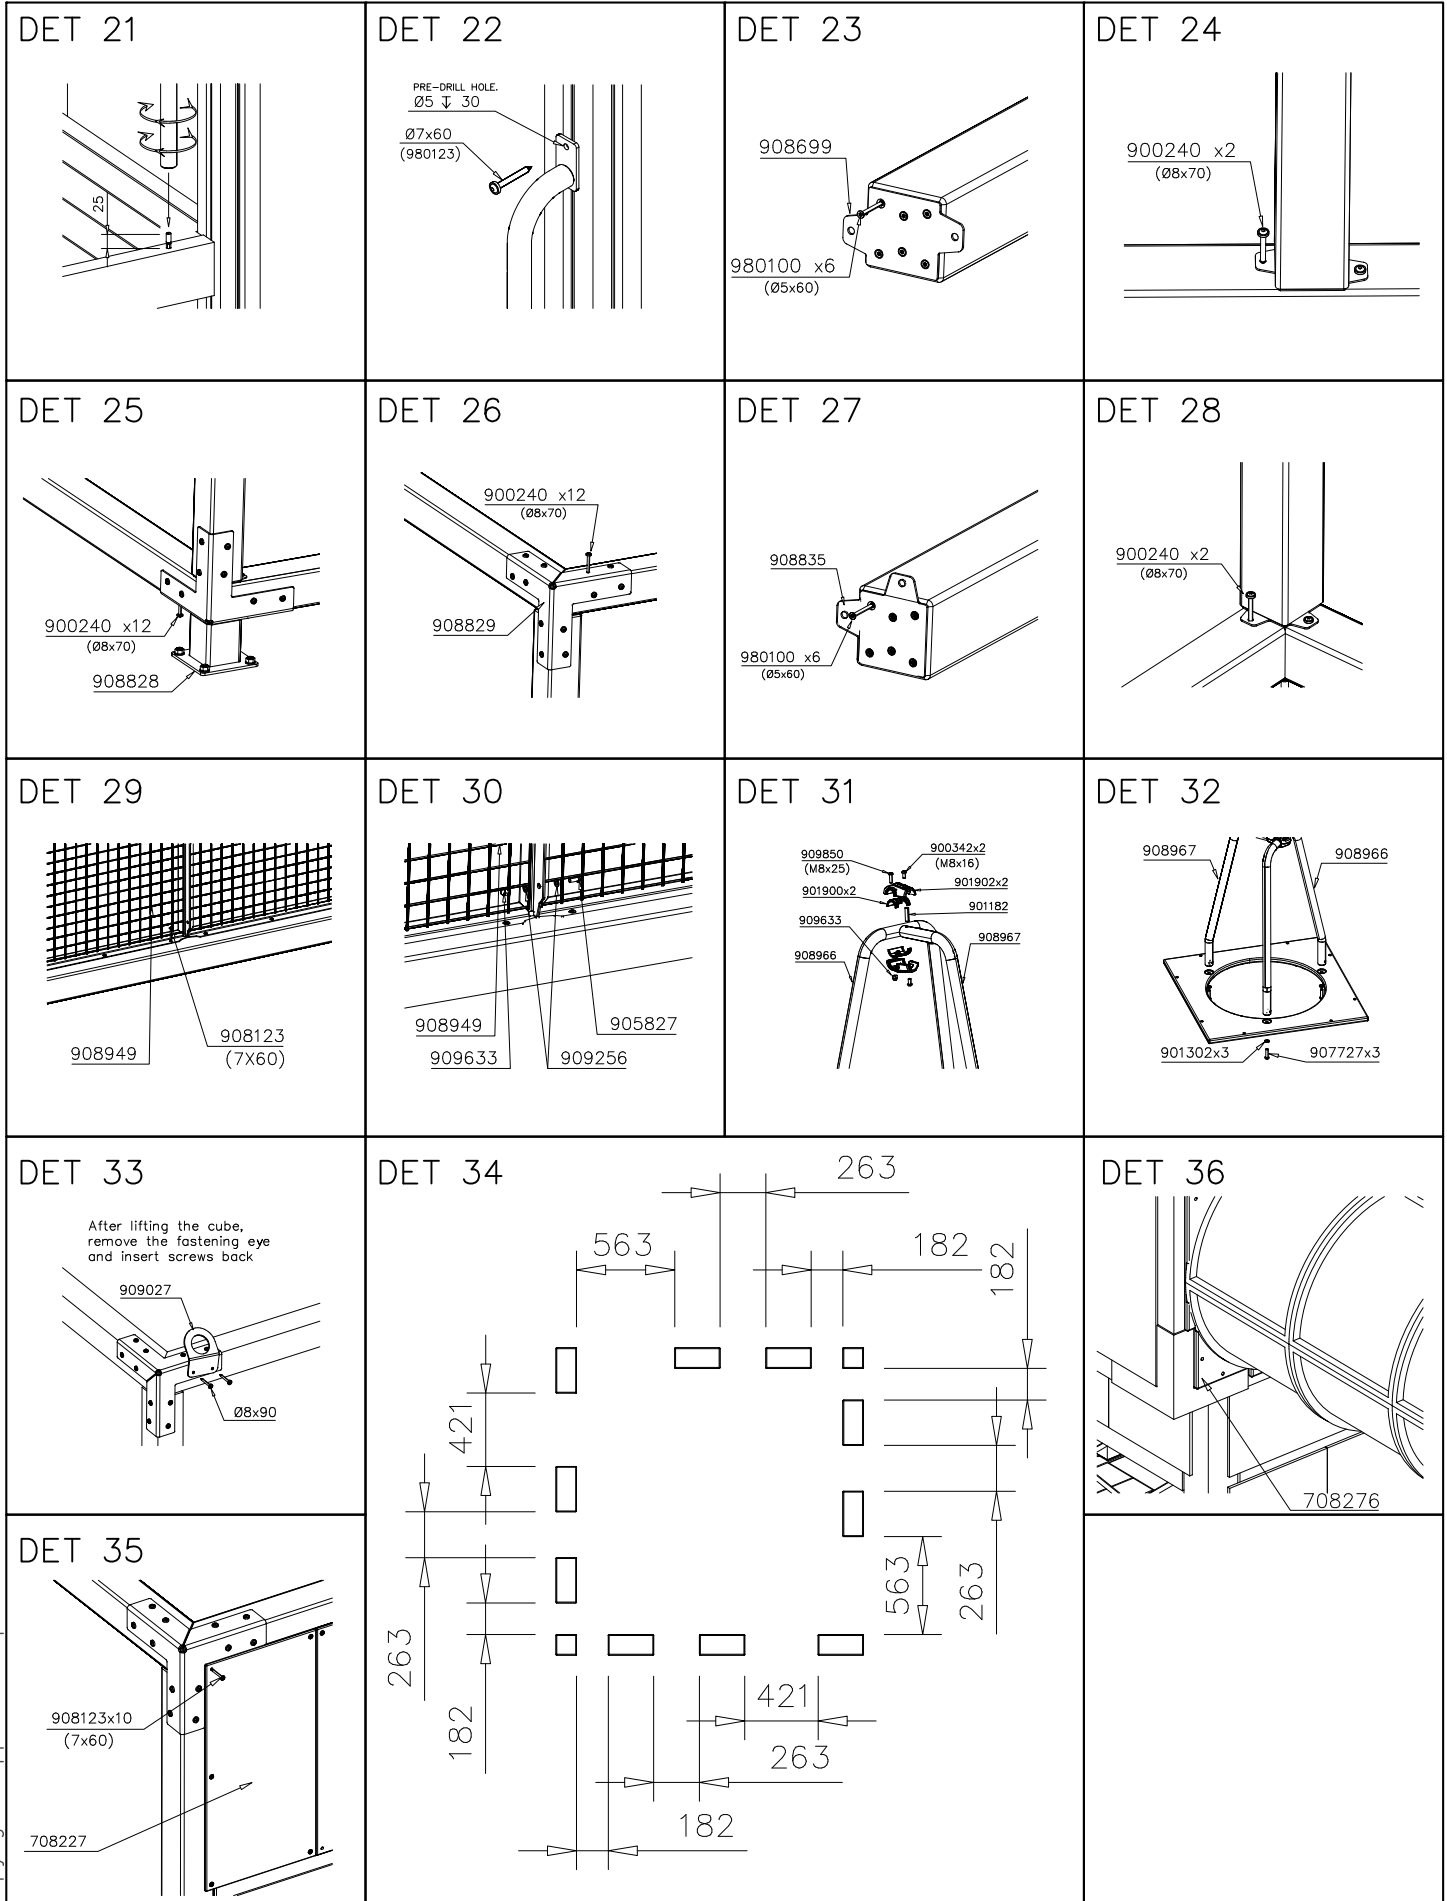 DET 21
25
DET 22
PRE-DRILL HOLE.
Ø5 ↧ 30
Ø7x60
(980123)
DET 23
908699
980100 x6
(Ø5x60)
DET 24
900240 x2
(Ø8x70)
DET 25
900240 x12
(Ø8x70)
908828
DET 26
900240 x12
(Ø8x70)
908829
DET 27
908835
980100 x6
(Ø5x60)
DET 28
900240 x2
(Ø8x70)
DET 29
908949
908123
(7X60)
DET 30
908949
905827
909633
909256
DET 31
909850
(M8x25)
900342x2
(M8x16)
901900x2
901902x2
901182
909633
908966
908967
DET 32
908967
908966
901302x3
907727x3
DET 33
After lifting the cube,
remove the fastening eye
and insert screws back
909027
Ø8x90
DET 34
263
563
182
182
421
263
563
263
182
421
263
182
DET 36
708276
DET 35
908123x10
(7x60)
708227